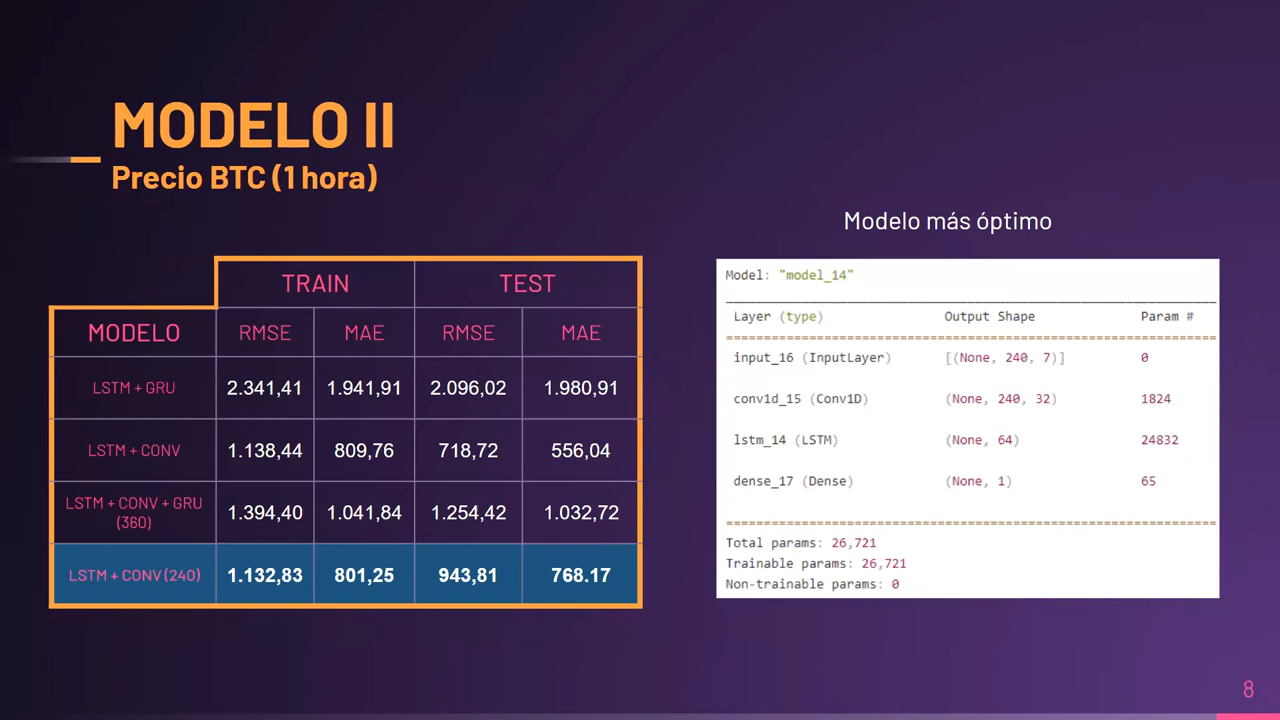 MODELO II
Precio BTC (1 hora)
Modelo más óptimo
TRAIN TEST
MODELO RMSE MAE RMSE MAE
LSTM + GRU 2.341,41 1.941,91 2.096,02 1.980,91
LSTM + CONV 1.138,44 809,76 718,72 556,04
LSTM + CONV + GRU
(360) 1.394,40 1.041,84 1.254,42 1.032,72
LSTM + CONV (240) 1.132,83 801,25 943,81 768.17
Model: "model_14"
Layer (type) Output Shape Param #
input_16 (InputLayer) [(None, 240, 7)] 0
conv1d_15 (Conv1D) (None, 240, 32) 1824
lstm_14 (LSTM) (None, 64) 24832
dense_17 (Dense) (None, 1) 65
Total params: 26,721
Trainable params: 26,721
Non-trainable params: 0
8